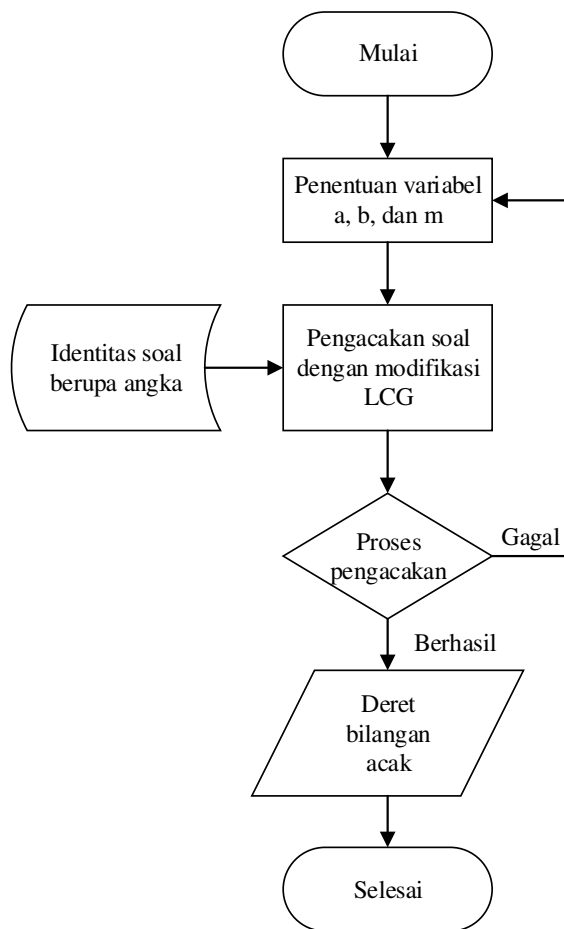 Mulai
Penentuan variabel
a, b, dan m
Identitas soal
berupa angka
Pengacakan soal
dengan modifikasi
LCG
Proses
pengacakan
Gagal
Berhasil
Deret
bilangan
acak
Selesai